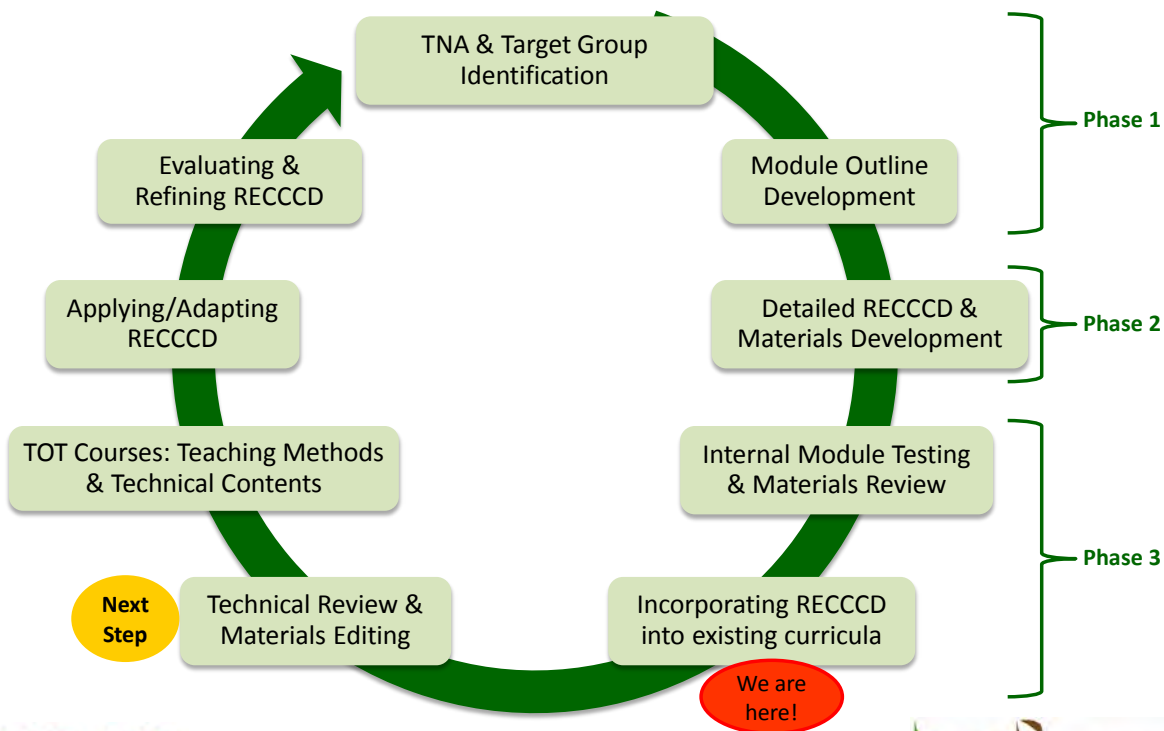 TNA & Target Group
Identification
Phase 1
Evaluating &
Refining RECCCD
Module Outline
Development
Applying/Adapting
RECCCD
Detailed RECCCD &
Materials Development
Phase 2
TOT Courses: Teaching Methods
& Technical Contents
Internal Module Testing
& Materials Review
Phase 3
Next
Step
Technical Review &
Materials Editing
Incorporating RECCCD
into existing curricula
We are
here!